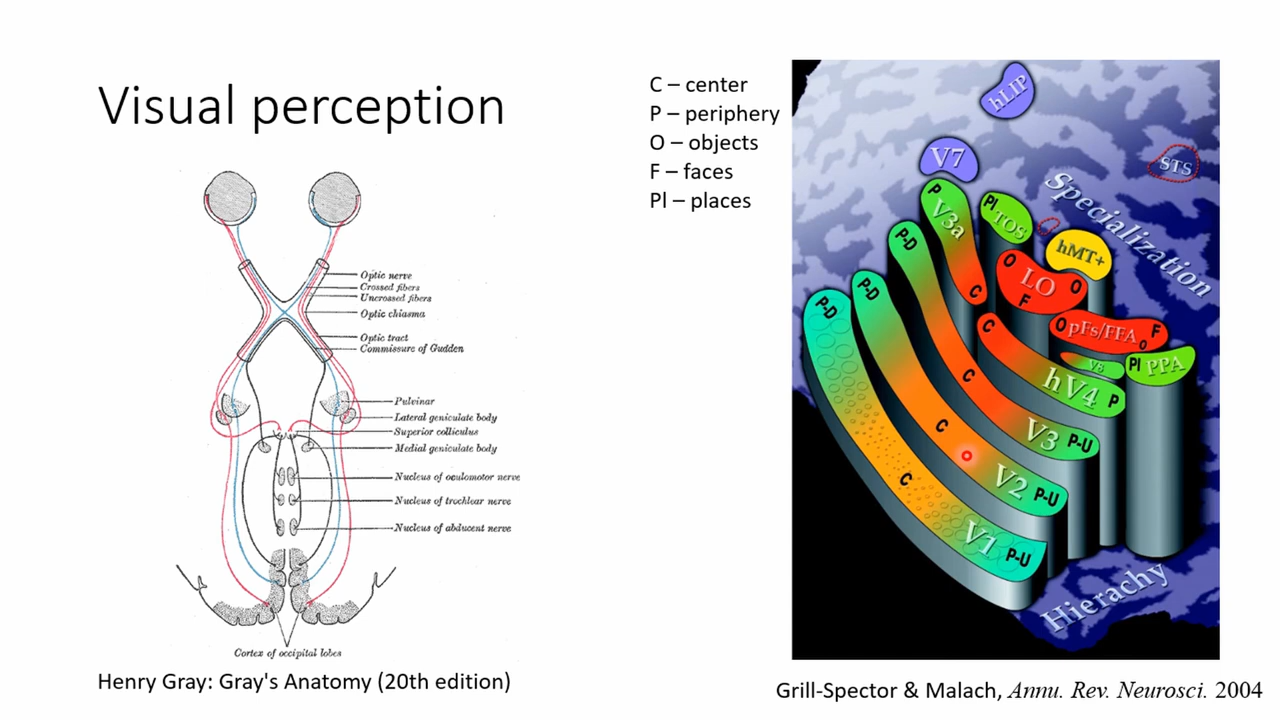 Visual perception
C – center
P – periphery
O – objects
F – faces
Pl – places
Optic nerve
Crossed fibers
Uncrossed fibers
Optic chiasma
Optic tract
Commissure of Gudden
Pulvinar
Lateral geniculate body
Superior colliculus
Medial geniculate body
Nucleus of oculomotor nerve
Nucleus of trochlear nerve
Nucleus of abducent nerve
Cortex of occipital lobes
Henry Gray: Gray's Anatomy (20th edition)
hLIP
V7
STS
Specialization
P V3a C
Pl TOS
hMT+
O LO O F
P-D C V3 P-U
O pFs/FFA F O
V8
Pl PPA
C hV4 P
P-D C V2 P-U
P-D C V1 P-U
Hierachy
Grill-Spector & Malach, Annu. Rev. Neurosci. 2004